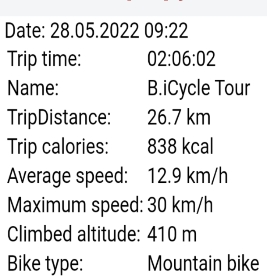 Date: 28.05.2022 09:22
Trip time: 02:06:02
Name: B.iCycle Tour
TripDistance: 26.7 km
Trip calories: 838 kcal
Average speed: 12.9 km/h
Maximum speed: 30 km/h
Climbed altitude: 410 m
Bike type: Mountain bike